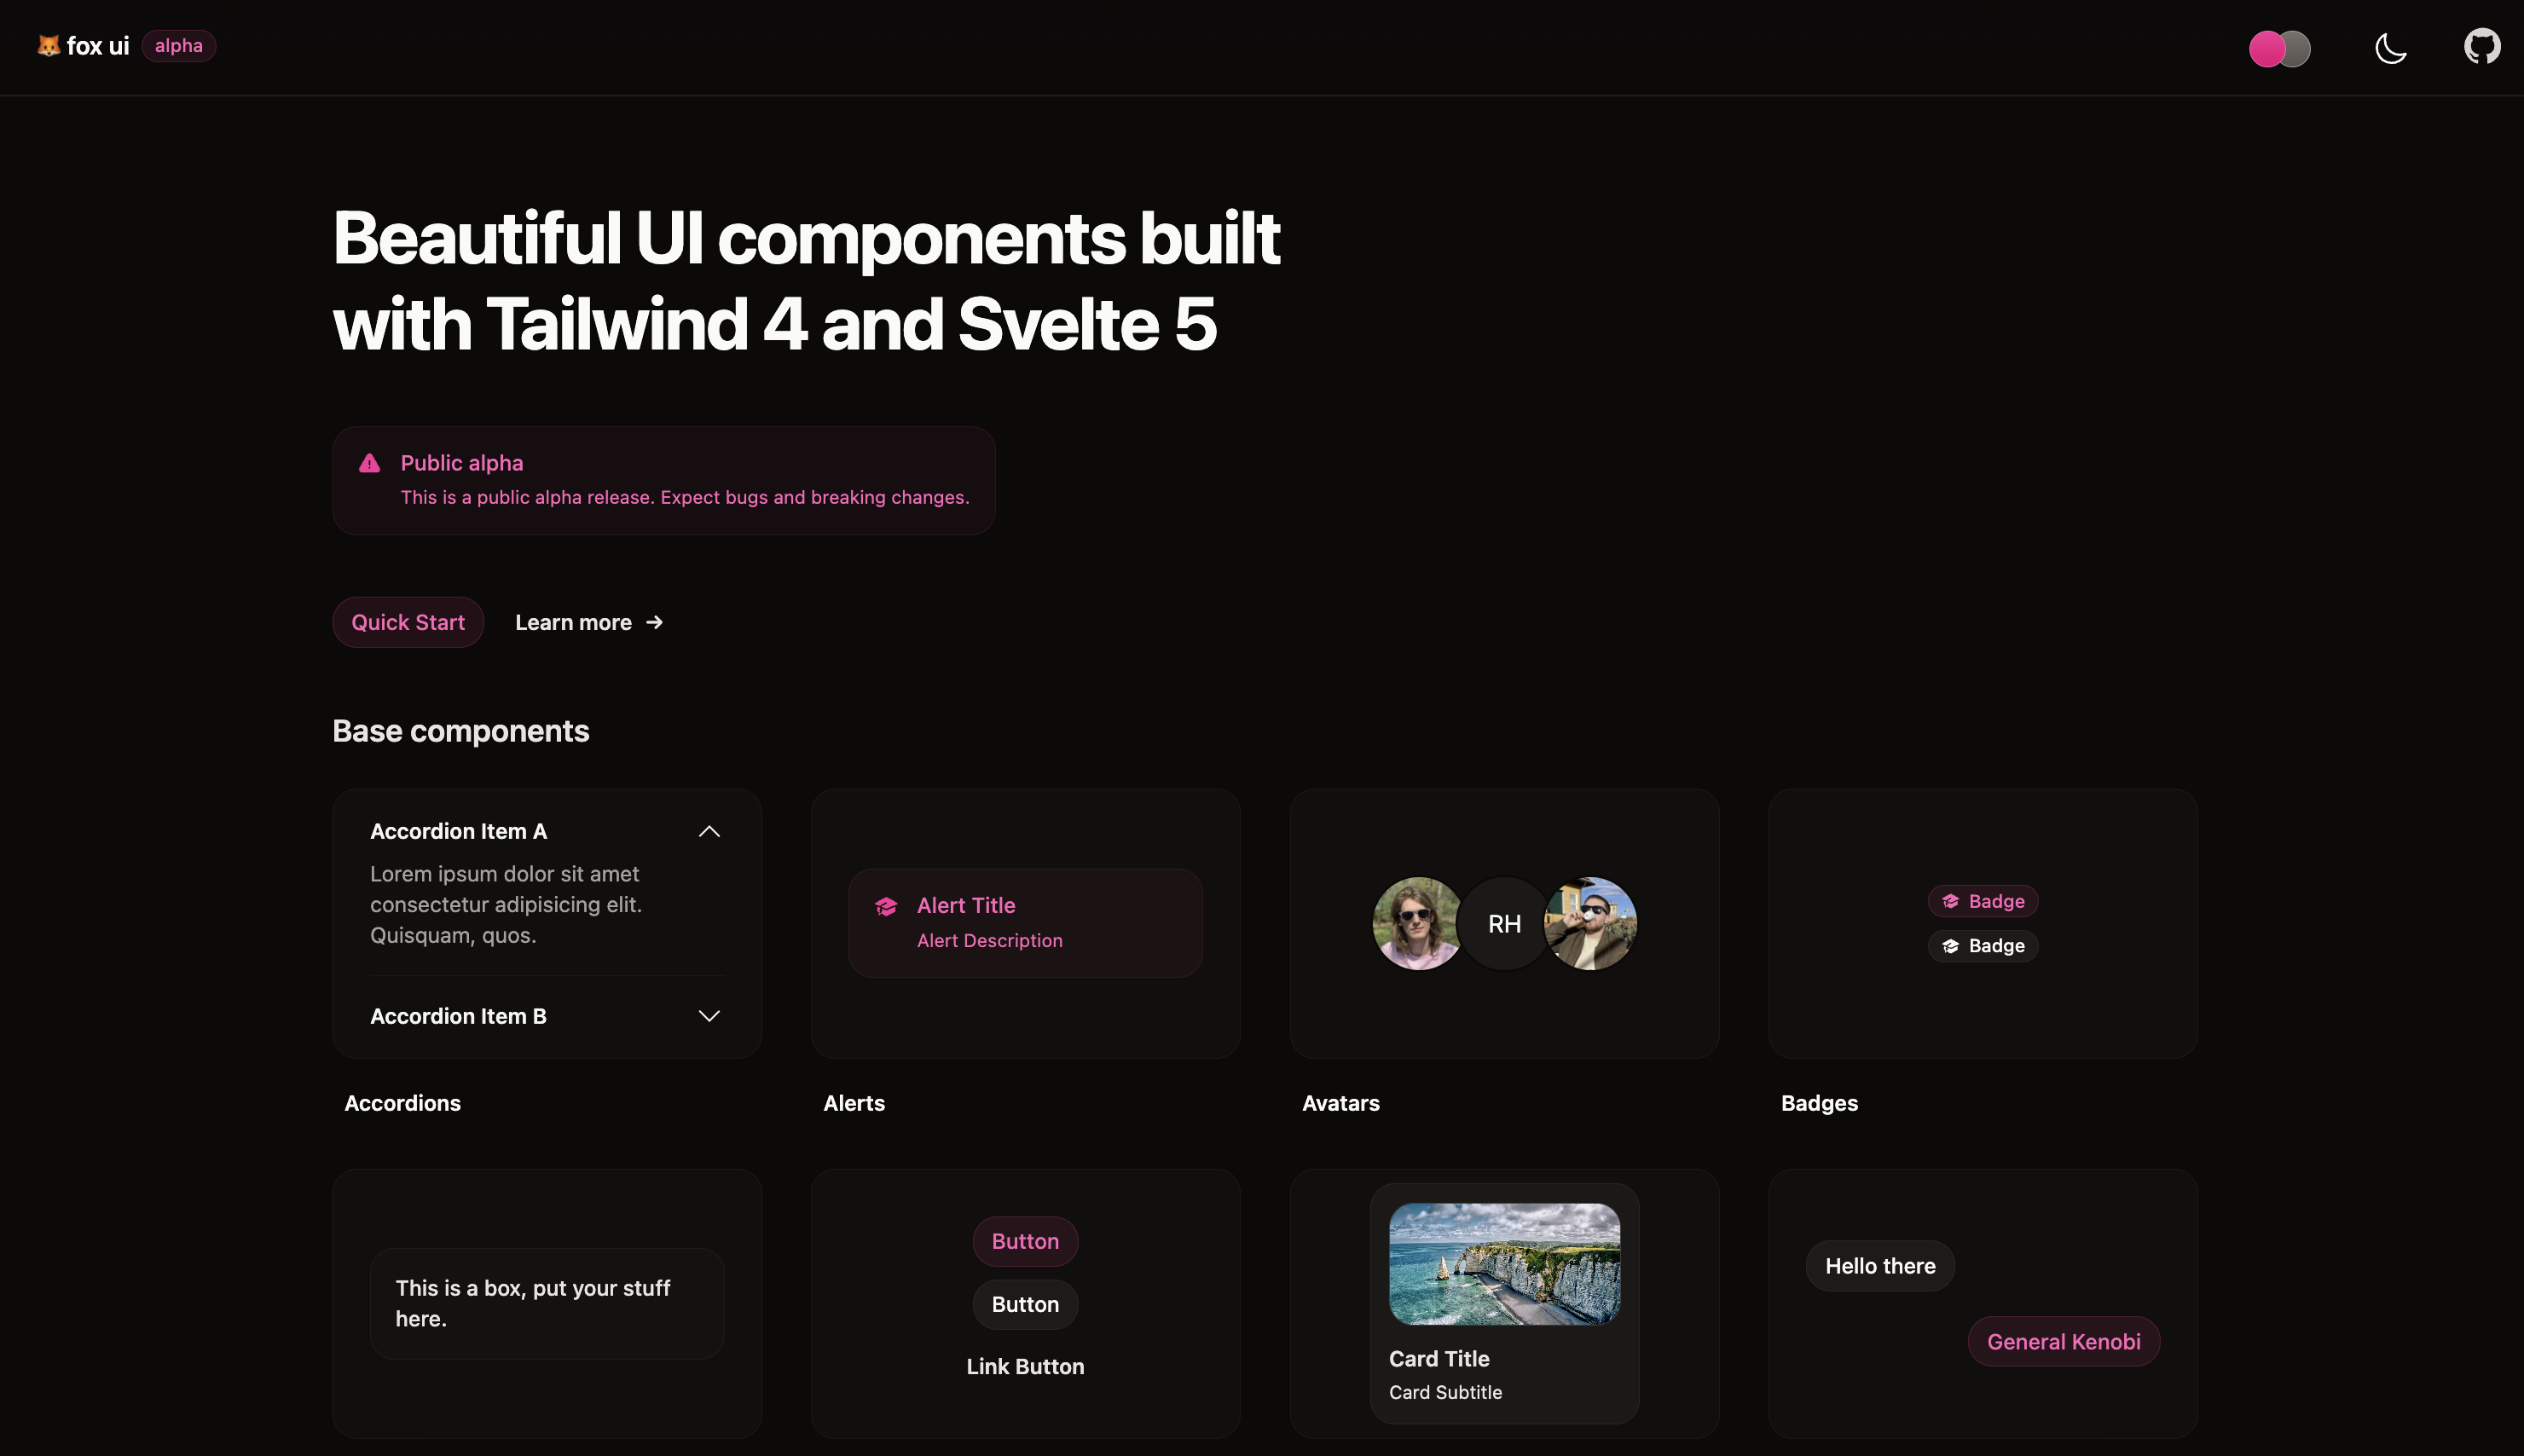 🦊 fox ui alpha
Beautiful UI components built
with Tailwind 4 and Svelte 5
Public alpha
This is a public alpha release. Expect bugs and breaking changes.
Quick Start Learn more →
Base components
Accordion Item A
Lorem ipsum dolor sit amet
consectetur adipisicing elit.
Quisquam, quos.
Accordion Item B
Accordions
Alert Title
Alert Description
Alerts
RH
Avatars
Badge
Badge
Badges
This is a box, put your stuff
here.
Button
Button
Link Button
Card Title
Card Subtitle
Hello there
General Kenobi